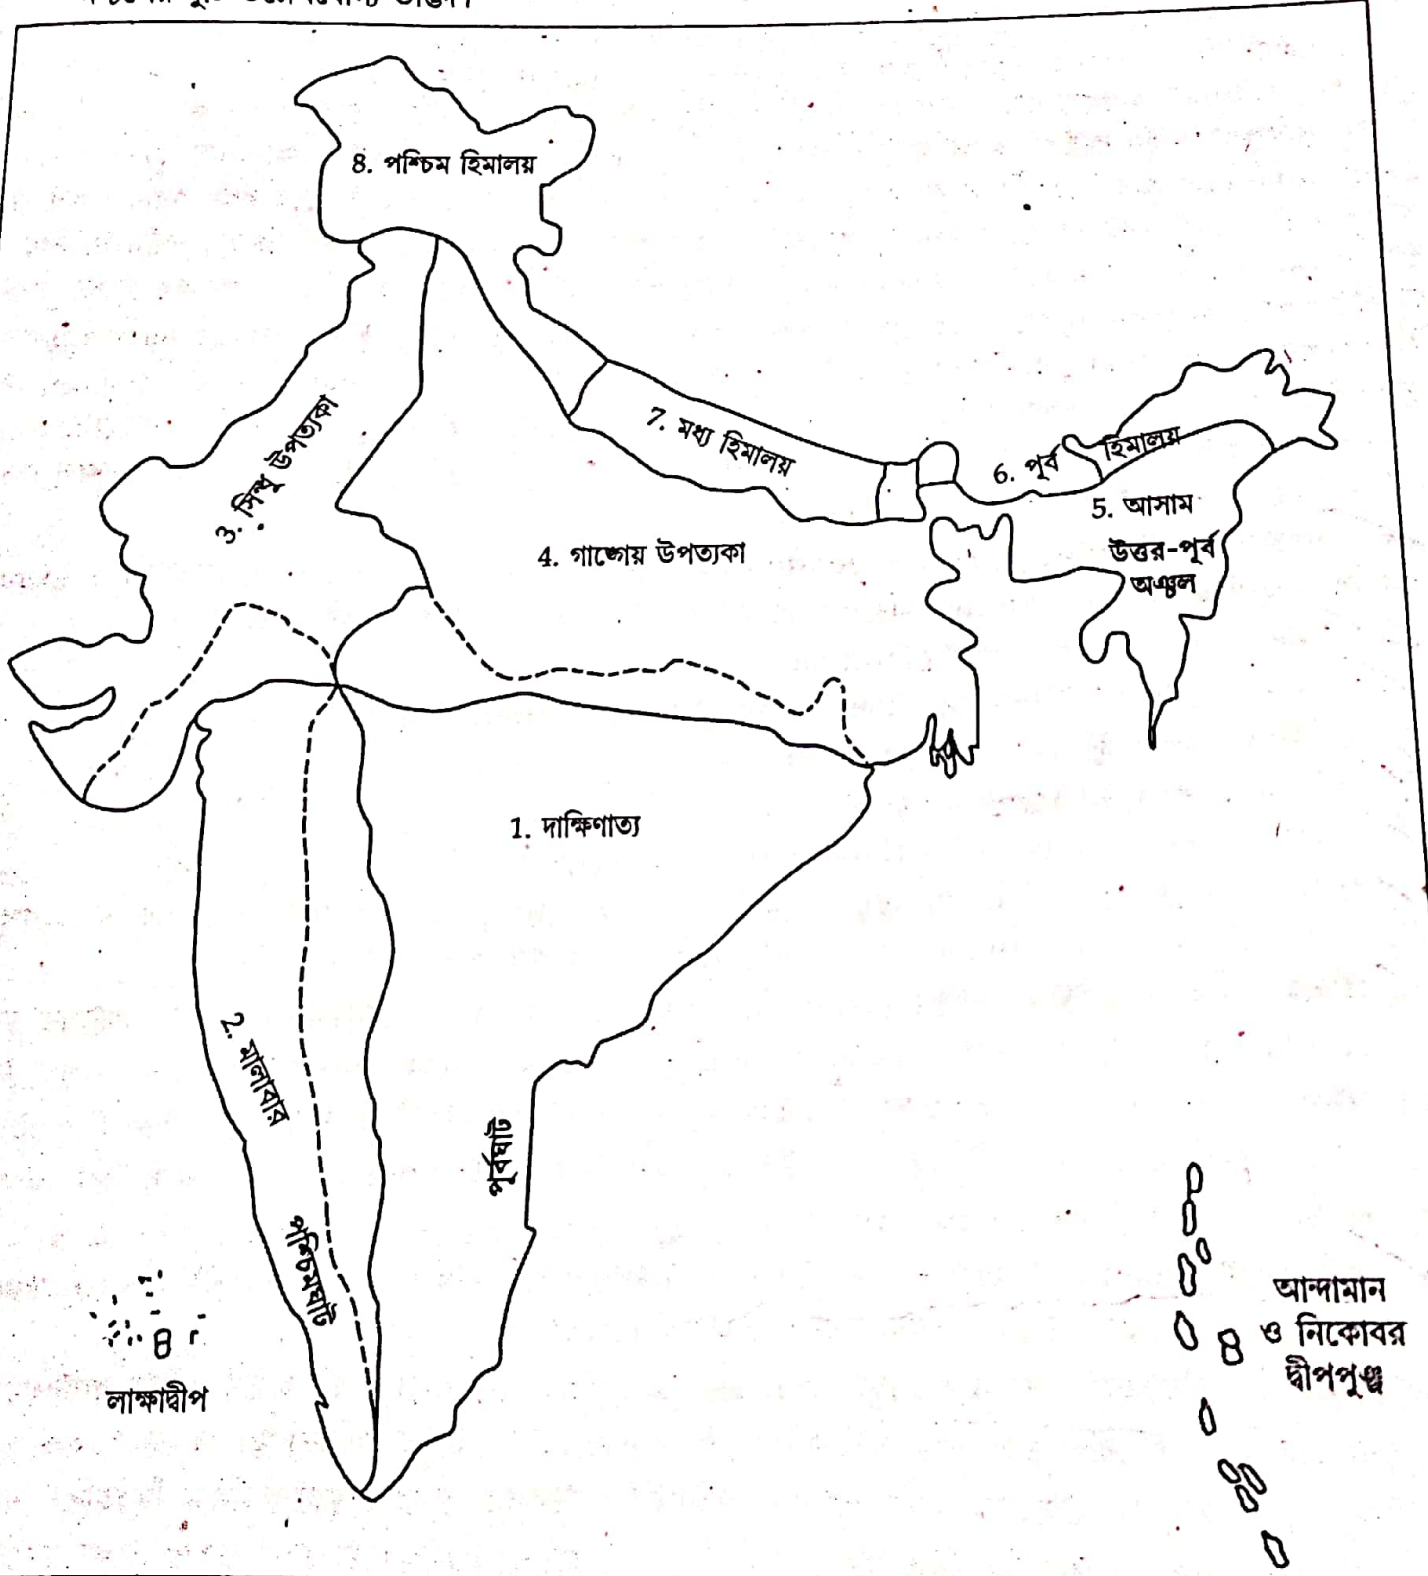 8. পশ্চিম হিমালয়
7. মধ্য হিমালয়
6. পূর্ব হিমালয়
5. আসাম
উত্তর-পূর্ব
অঞ্চল
3. সিন্ধু উপত্যকা
4. গাঙ্গেয় উপত্যকা
1. দাক্ষিণাত্য
2. মালাবার
পূর্বঘাট
পশ্চিমঘাট
লাক্ষাদ্বীপ
আন্দামান
ও নিকোবর
দ্বীপপুঞ্জ